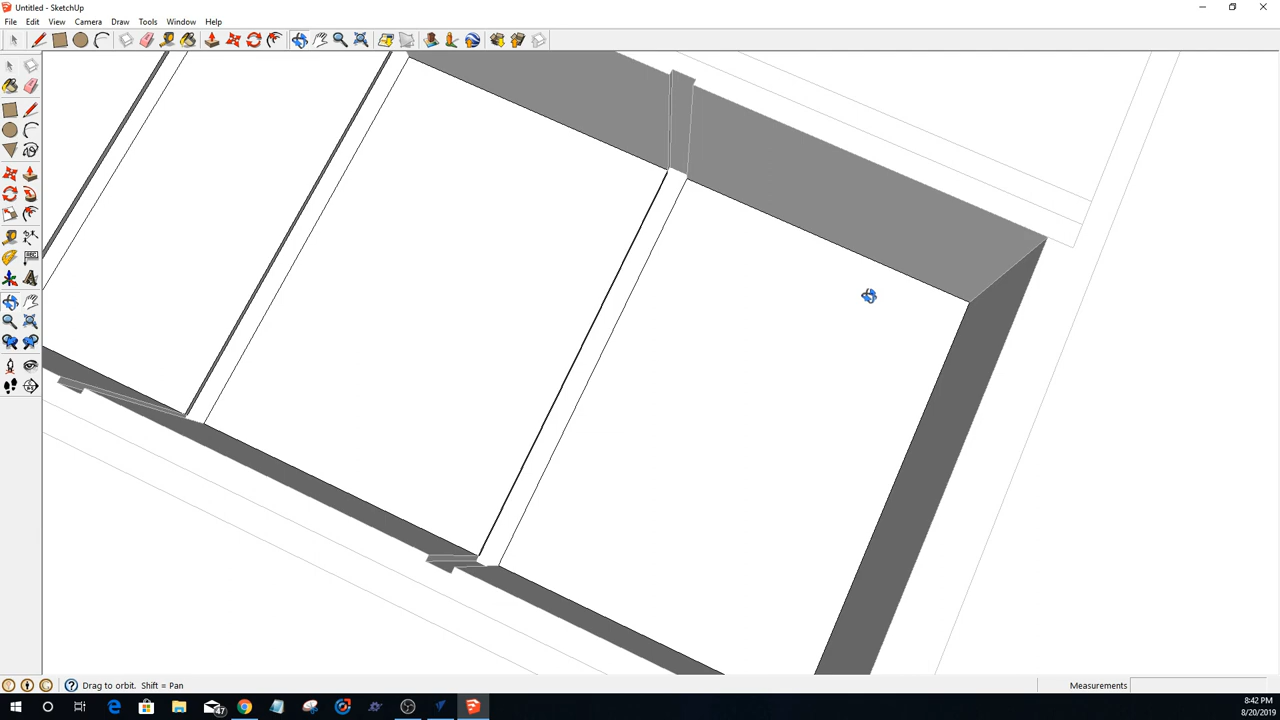 Untitled - SketchUp
File Edit View Camera Draw Tools Window Help
Drag to orbit. Shift = Pan
Measurements
47
8:42 PM
8/20/2019